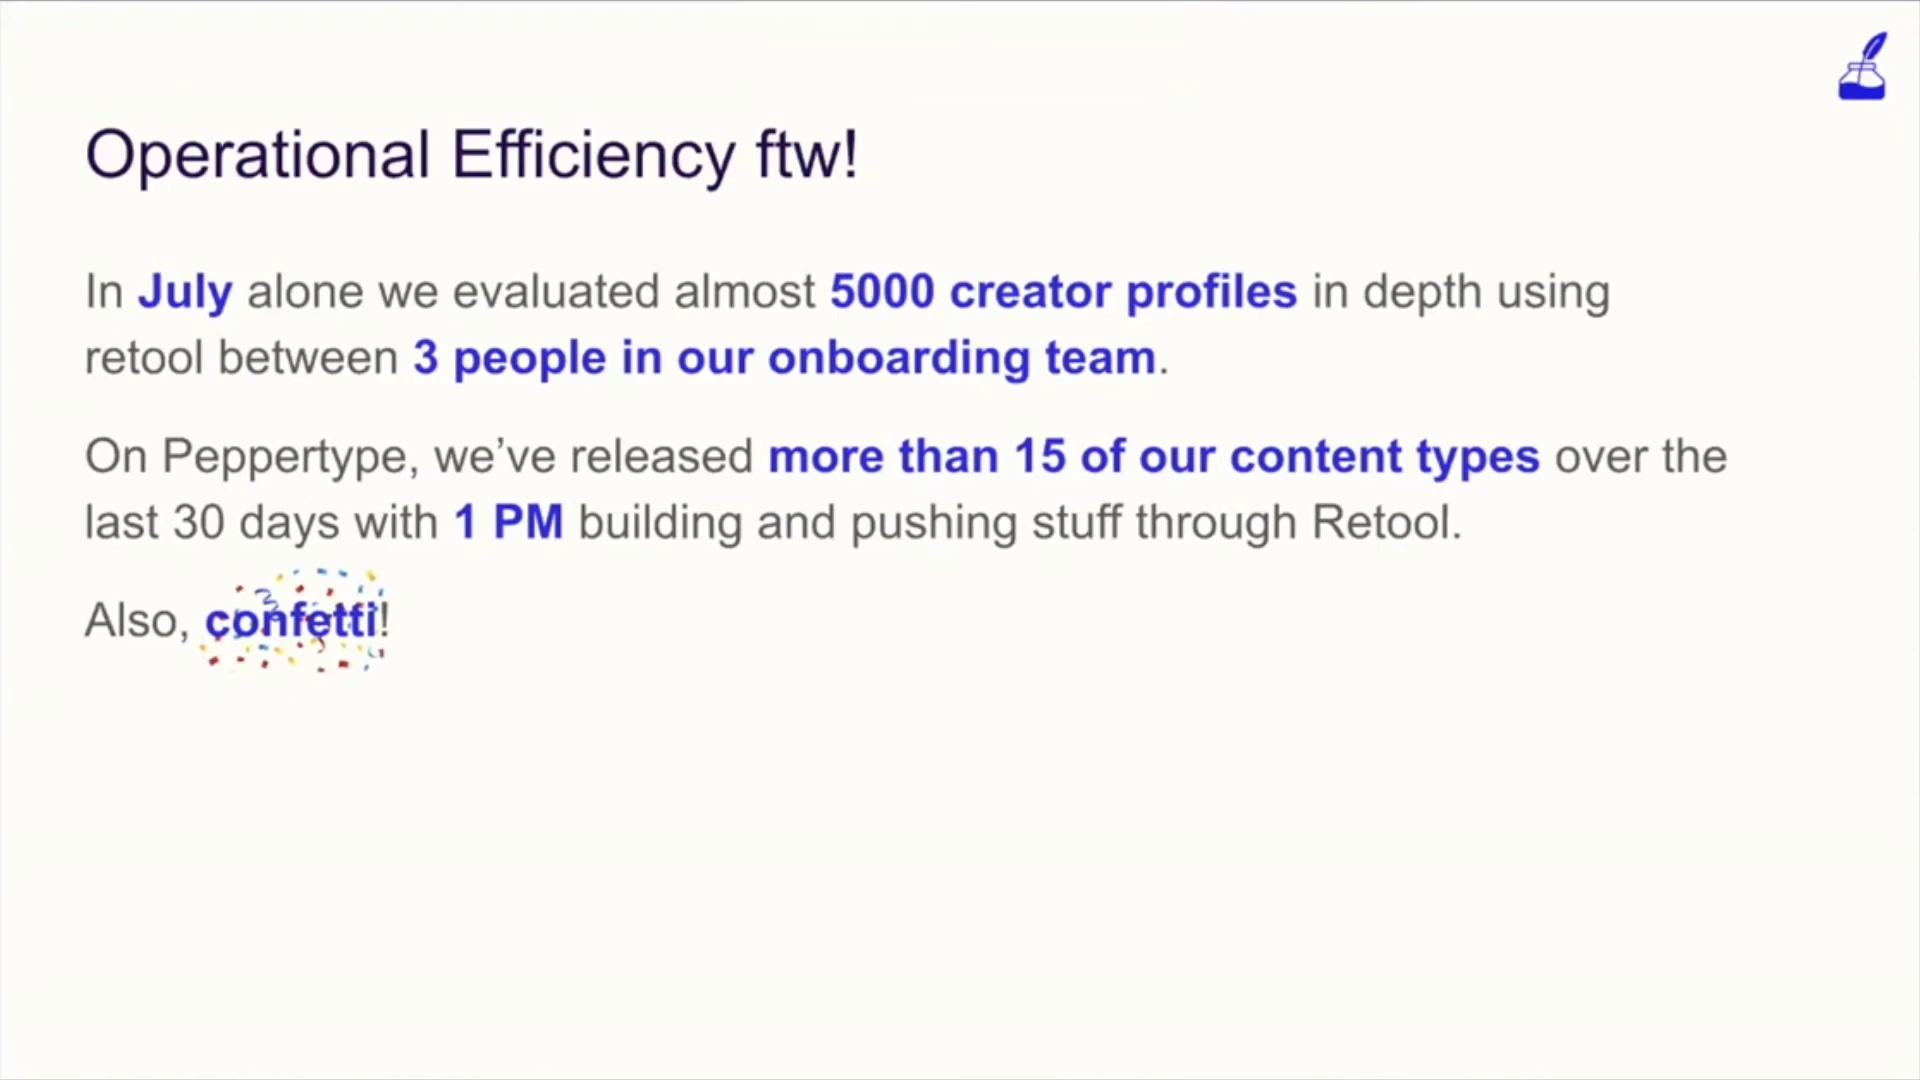 Operational Efficiency ftw!
In July alone we evaluated almost 5000 creator profiles in depth using
retool between 3 people in our onboarding team.
On Peppertype, we’ve released more than 15 of our content types over the
last 30 days with 1 PM building and pushing stuff through Retool.
Also, confetti!